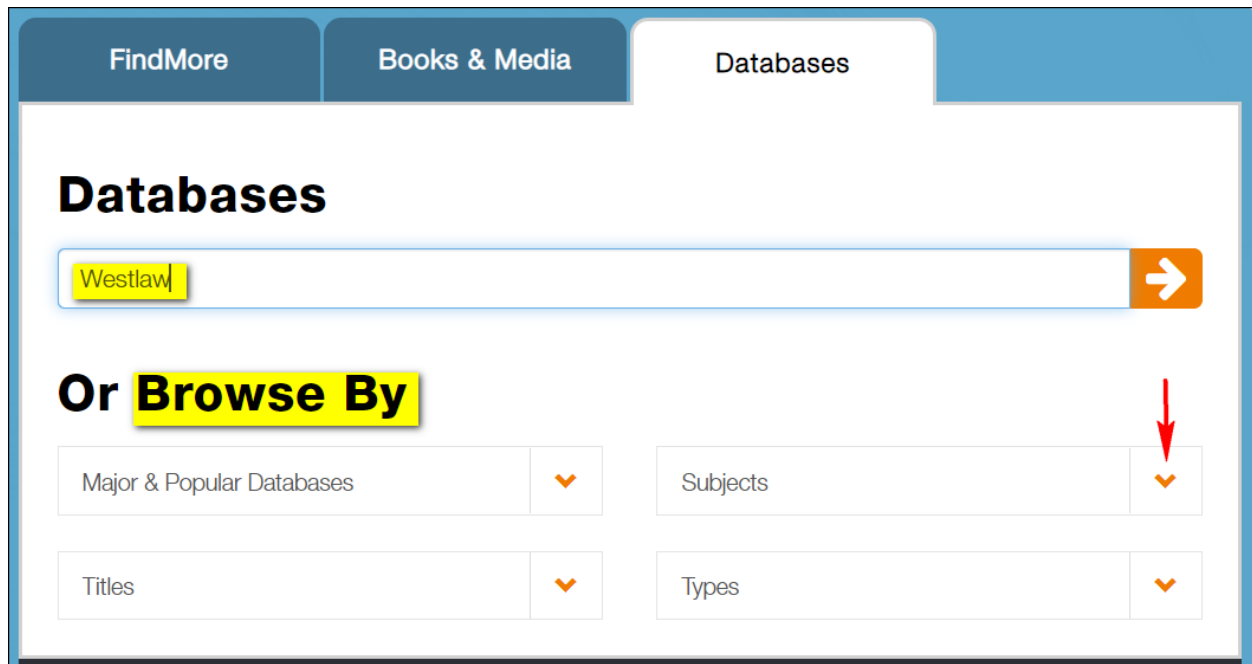 FindMore
Books & Media
Databases
Databases
Westlaw
Or Browse By
Major & Popular Databases
Subjects
Titles
Types